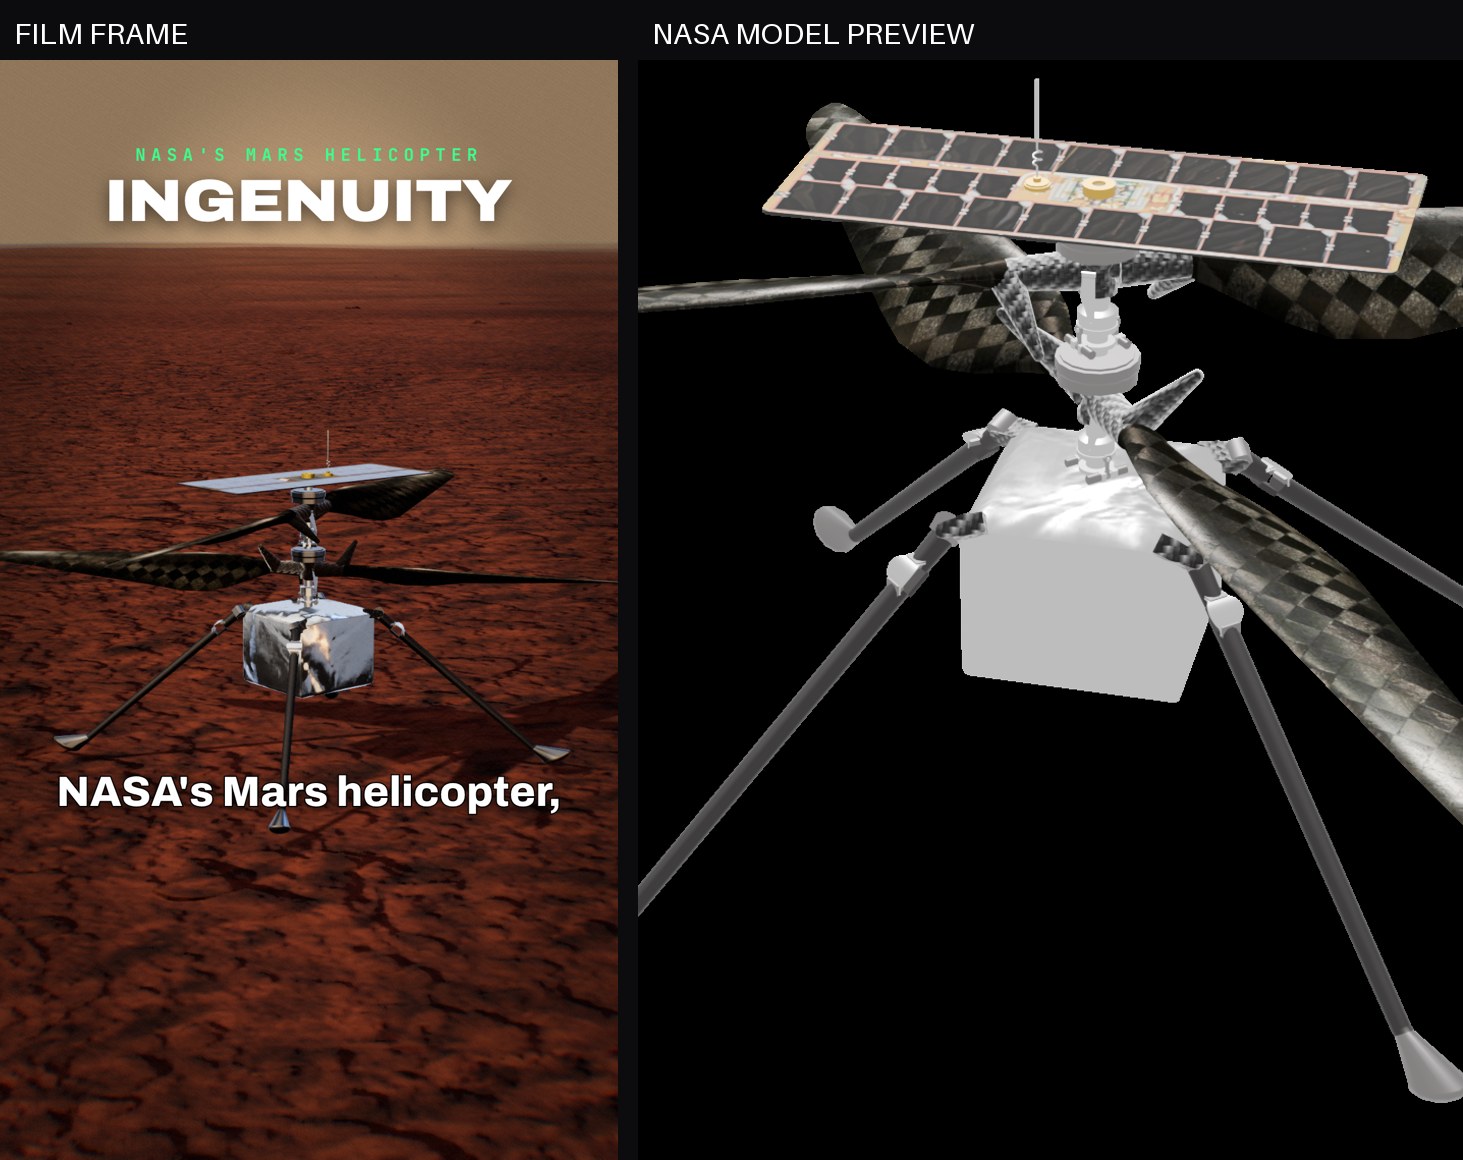 FILM FRAME
NASA MODEL PREVIEW
NASA'S MARS HELICOPTER
INGENUITY
NASA's Mars helicopter,